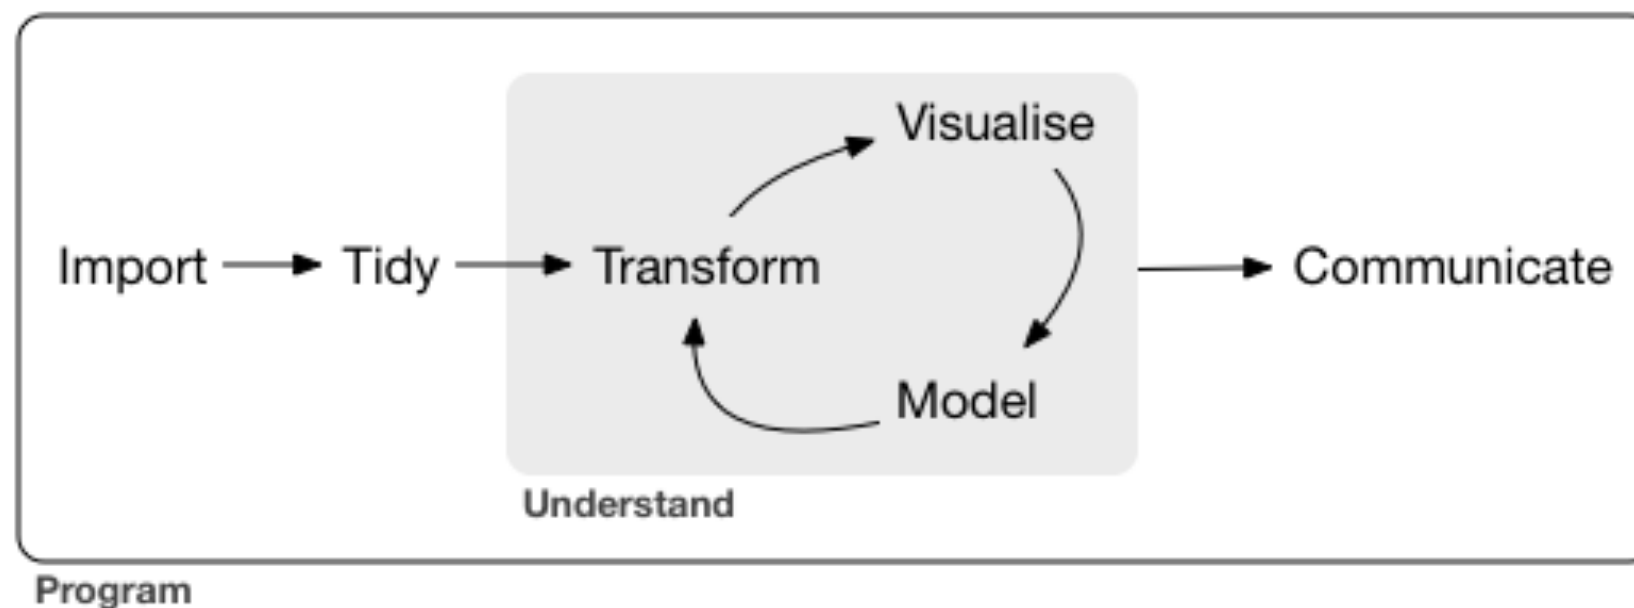 Visualise
Import Tidy Transform Communicate
Model
Understand
Program